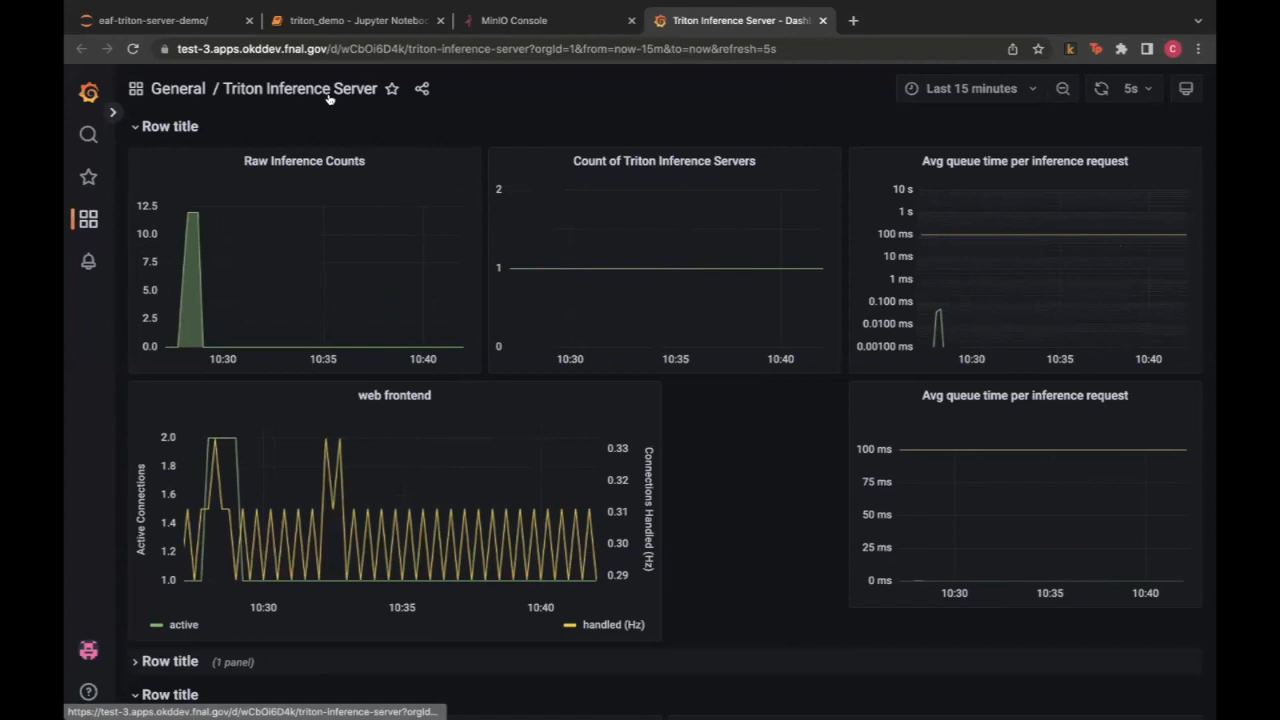 eaf-triton-server-demo/
triton_demo - Jupyter Noteboo
MinIO Console
Triton Inference Server - Dashl
test-3.apps.okddev.fnal.gov/d/wCbOi6D4k/triton-inference-server?orgId=1&from=now-15m&to=now&refresh=5s
k
Tp
C
General / Triton Inference Server
Last 15 minutes
5s
Row title
Raw Inference Counts
12.5
10.0
7.5
5.0
2.5
0.0
10:30 10:35 10:40
Count of Triton Inference Servers
2
1
0
10:30 10:35 10:40
Avg queue time per inference request
10 s
1 s
100 ms
10 ms
1 ms
0.100 ms
0.0100 ms
0.00100 ms
10:30 10:35 10:40
web frontend
Active Connections
2.0
1.8
1.6
1.4
1.2
1.0
0.33
0.32
0.31
0.30
0.29
Connections Handled (Hz)
10:30 10:35 10:40
active
handled (Hz)
Avg queue time per inference request
100 ms
75 ms
50 ms
25 ms
0 ms
10:30 10:35 10:40
Row title (1 panel)
Row title
https://test-3.apps.okddev.fnal.gov/d/wCbOi6D4k/triton-inference-server?orgId...